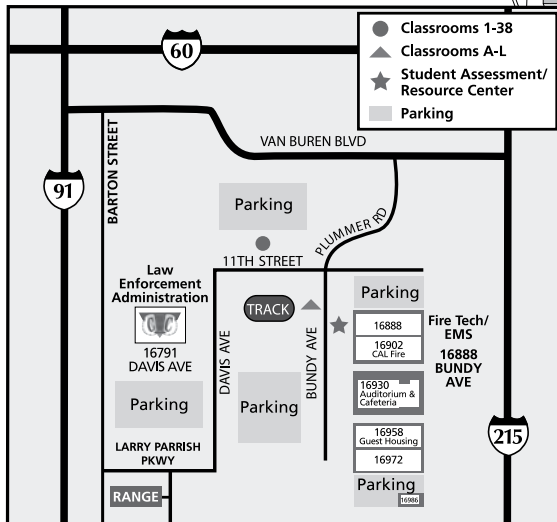 Classrooms 1-38
Classrooms A-L
Student Assessment/
Resource Center
Parking
60
VAN BUREN BLVD
BARTON STREET
91
Parking
PLUMMER RD
11TH STREET
Law
Enforcement
Administration
16791
DAVIS AVE
TRACK
DAVIS AVE
BUNDY AVE
Parking
16888
16902
CAL Fire
Fire Tech/
EMS
16888
BUNDY
AVE
16930
Auditorium &
Cafeteria
Parking
Parking
16958
Guest Housing
16972
215
LARRY PARRISH
PKWY
RANGE
Parking
16986